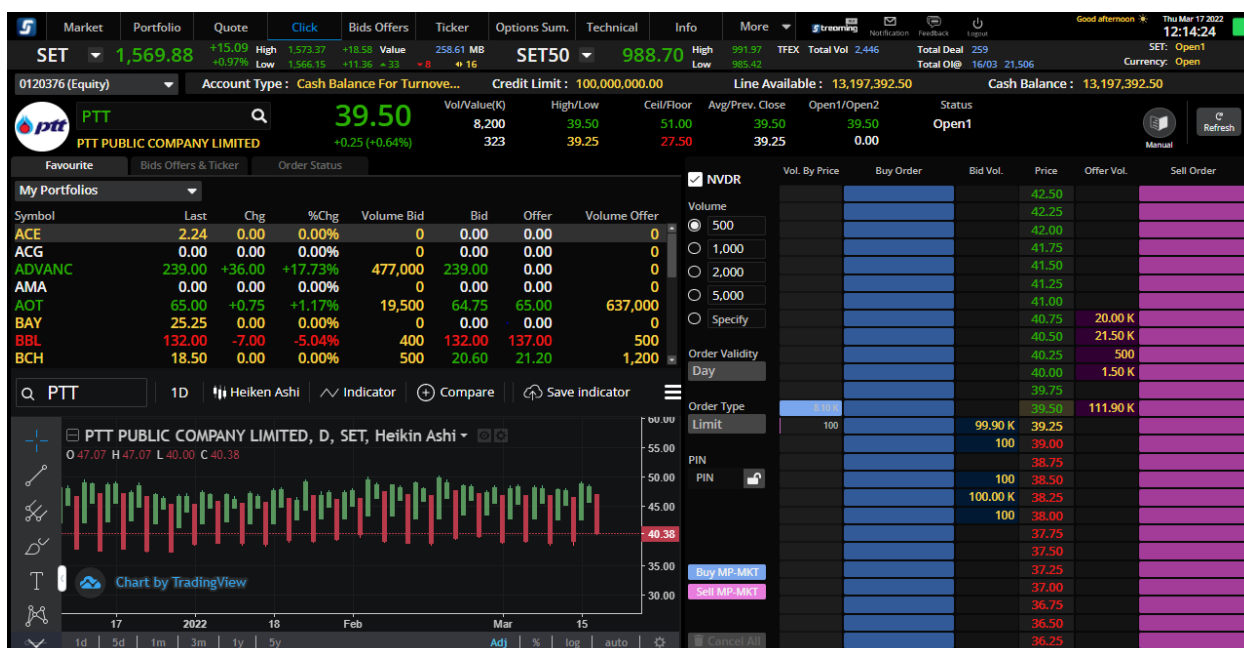 Market Portfolio Quote Click Bids Offers Ticker Options Sum. Technical Info More Streaming Notification Feedback Logout Good afternoon Thu Mar 17 2022
12:14:24
SET 1,569.88 +15.09 High 1,573.37 +18.58 Value 258.61 MB SET50 988.70 High 991.97 TFEX Total Vol 2,446 Total Deal 259 SET: Open1
+0.97% Low 1,566.15 +11.36 33 8 16 Low 985.42 Total OI@ 16/03 21,506 Currency: Open
0120376 (Equity) Account Type : Cash Balance For Turnove... Credit Limit : 100,000,000.00 Line Available : 13,197,392.50 Cash Balance : 13,197,392.50
ptt PTT 39.50 Vol/Value(K) High/Low Ceil/Floor Avg/Prev. Close Open1/Open2 Status
8,200 39.50 51.00 39.50 39.50 Open1
PTT PUBLIC COMPANY LIMITED +0.25 (+0.64%) 323 39.25 27.50 39.25 0.00 Manual Refresh
Favourite Bids Offers & Ticker Order Status
My Portfolios
Symbol Last Chg %Chg Volume Bid Bid Offer Volume Offer
ACE 2.24 0.00 0.00% 0 0.00 0.00 0
ACG 0.00 0.00 0.00% 0 0.00 0.00 0
ADVANC 239.00 +36.00 +17.73% 477,000 239.00 0.00 0
AMA 0.00 0.00 0.00% 0 0.00 0.00 0
AOT 65.00 +0.75 +1.17% 19,500 64.75 65.00 637,000
BAY 25.25 0.00 0.00% 0 0.00 0.00 0
BBL 132.00 -7.00 -5.04% 400 132.00 137.00 500
BCH 18.50 0.00 0.00% 500 20.60 21.20 1,200
PTT 1D Heiken Ashi Indicator Compare Save indicator
PTT PUBLIC COMPANY LIMITED, D, SET, Heikin Ashi
O 47.07 H 47.07 L 40.00 C 40.38
60.00
55.00
50.00
45.00
40.38
35.00
30.00
Chart by TradingView
17 2022 18 Feb Mar 15
1d 5d 1m 3m 1y 5y Adj % log auto
NVDR
Volume
500
1,000
2,000
5,000
Specify
Order Validity
Day
Order Type
Limit
PIN
PIN
Buy MP-MKT
Sell MP-MKT
Cancel All
Vol. By Price Buy Order Bid Vol. Price Offer Vol. Sell Order
42.50
42.25
42.00
41.75
41.50
41.25
41.00
40.75 20.00 K
40.50 21.50 K
40.25 500
40.00 1.50 K
39.75
8.10 K 39.50 111.90 K
100 99.90 K 39.25
100 39.00
38.75
100 38.50
100.00 K 38.25
100 38.00
37.75
37.50
37.25
37.00
36.75
36.50
36.25